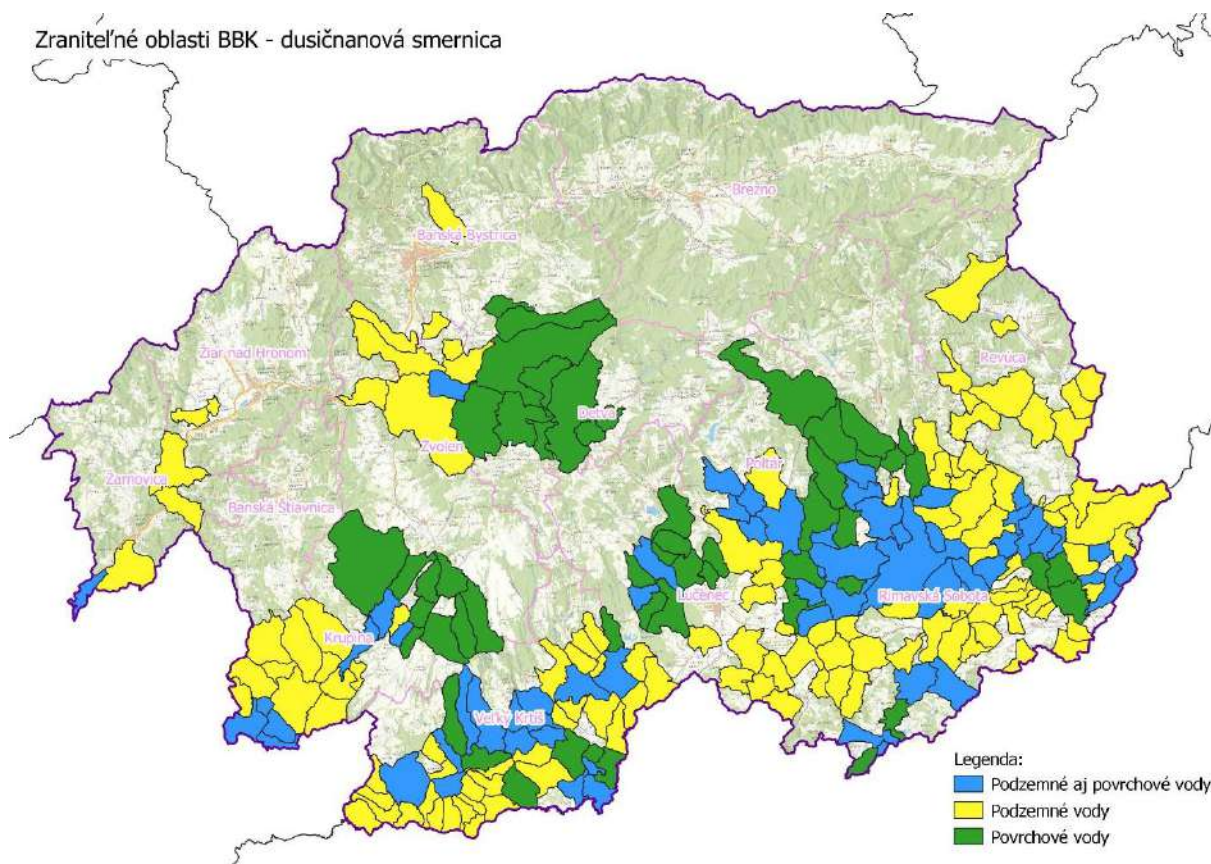 Zraniteľné oblasti BBK - dusičnanová smernica
Brezno
Banská Bystrica
Žiar nad Hronom
Revúca
Detva
Zvolen
Poltár
Žarnovica
Banská Štiavnica
Lučenec
Rimavská Sobota
Krupina
Veľký Krtíš
Legenda:
Podzemné aj povrchové vody
Podzemné vody
Povrchové vody